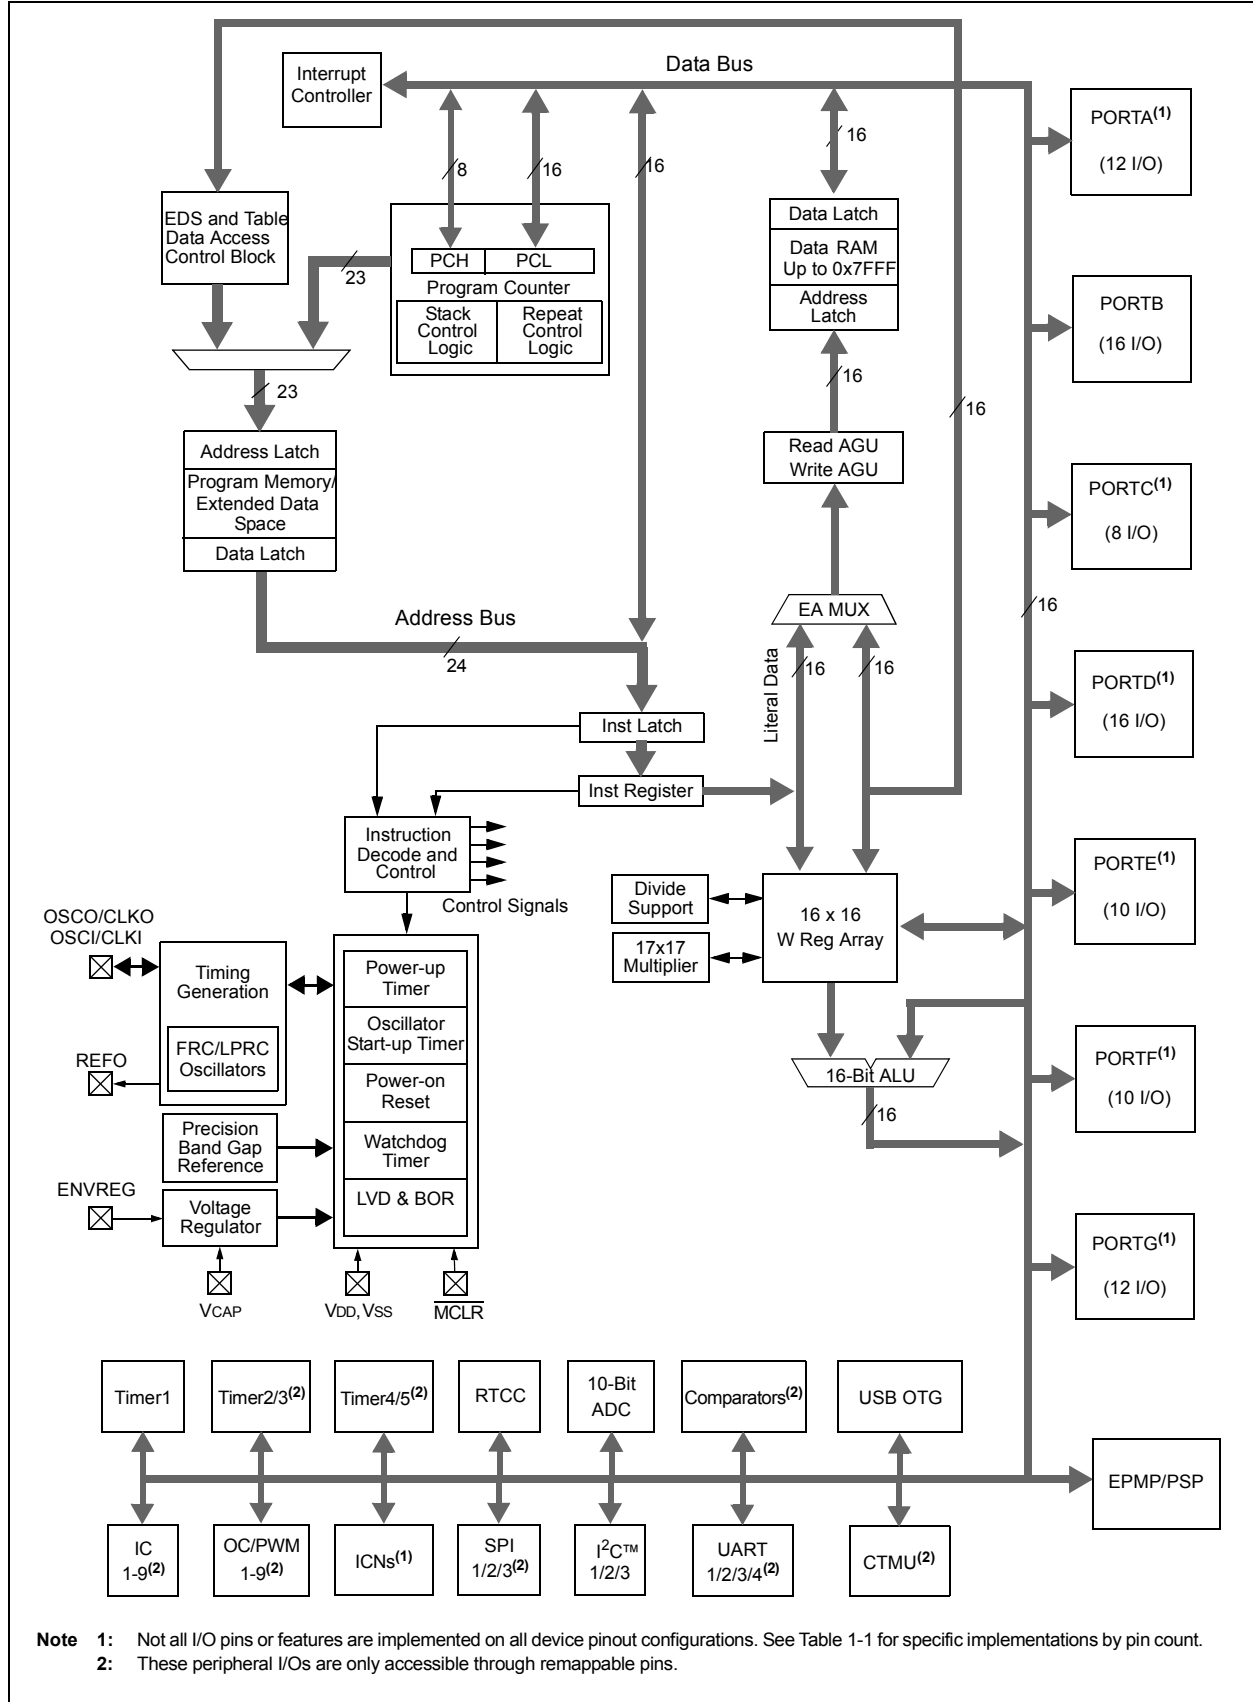 Data Bus
Interrupt
Controller
8
16
16
16
PORTA(1)
(12 I/O)
EDS and Table
Data Access
Control Block
23
PCH
PCL
Program Counter
Stack
Control
Logic
Repeat
Control
Logic
Data Latch
Data RAM
Up to 0x7FFF
Address
Latch
PORTB
(16 I/O)
23
16
16
Address Latch
Program Memory/
Extended Data
Space
Data Latch
Read AGU
Write AGU
PORTC(1)
(8 I/O)
EA MUX
16
Address Bus
24
Literal Data
16
16
PORTD(1)
(16 I/O)
Inst Latch
Inst Register
Instruction
Decode and
Control
Control Signals
Divide
Support
17x17
Multiplier
16 x 16
W Reg Array
PORTE(1)
(10 I/O)
OSCO/CLKO
OSCI/CLKI
Timing
Generation
FRC/LPRC
Oscillators
REFO
Power-up
Timer
Oscillator
Start-up Timer
Power-on
Reset
Watchdog
Timer
LVD & BOR
16-Bit ALU
16
PORTF(1)
(10 I/O)
Precision
Band Gap
Reference
ENVREG
Voltage
Regulator
VCAP
VDD, VSS
MCLR
PORTG(1)
(12 I/O)
Timer1
Timer2/3(2)
Timer4/5(2)
RTCC
10-Bit
ADC
Comparators(2)
USB OTG
EPMP/PSP
IC
1-9(2)
OC/PWM
1-9(2)
ICNs(1)
SPI
1/2/3(2)
I2C™
1/2/3
UART
1/2/3/4(2)
CTMU(2)
Note 1: Not all I/O pins or features are implemented on all device pinout configurations. See Table 1-1 for specific implementations by pin count.
2: These peripheral I/Os are only accessible through remappable pins.